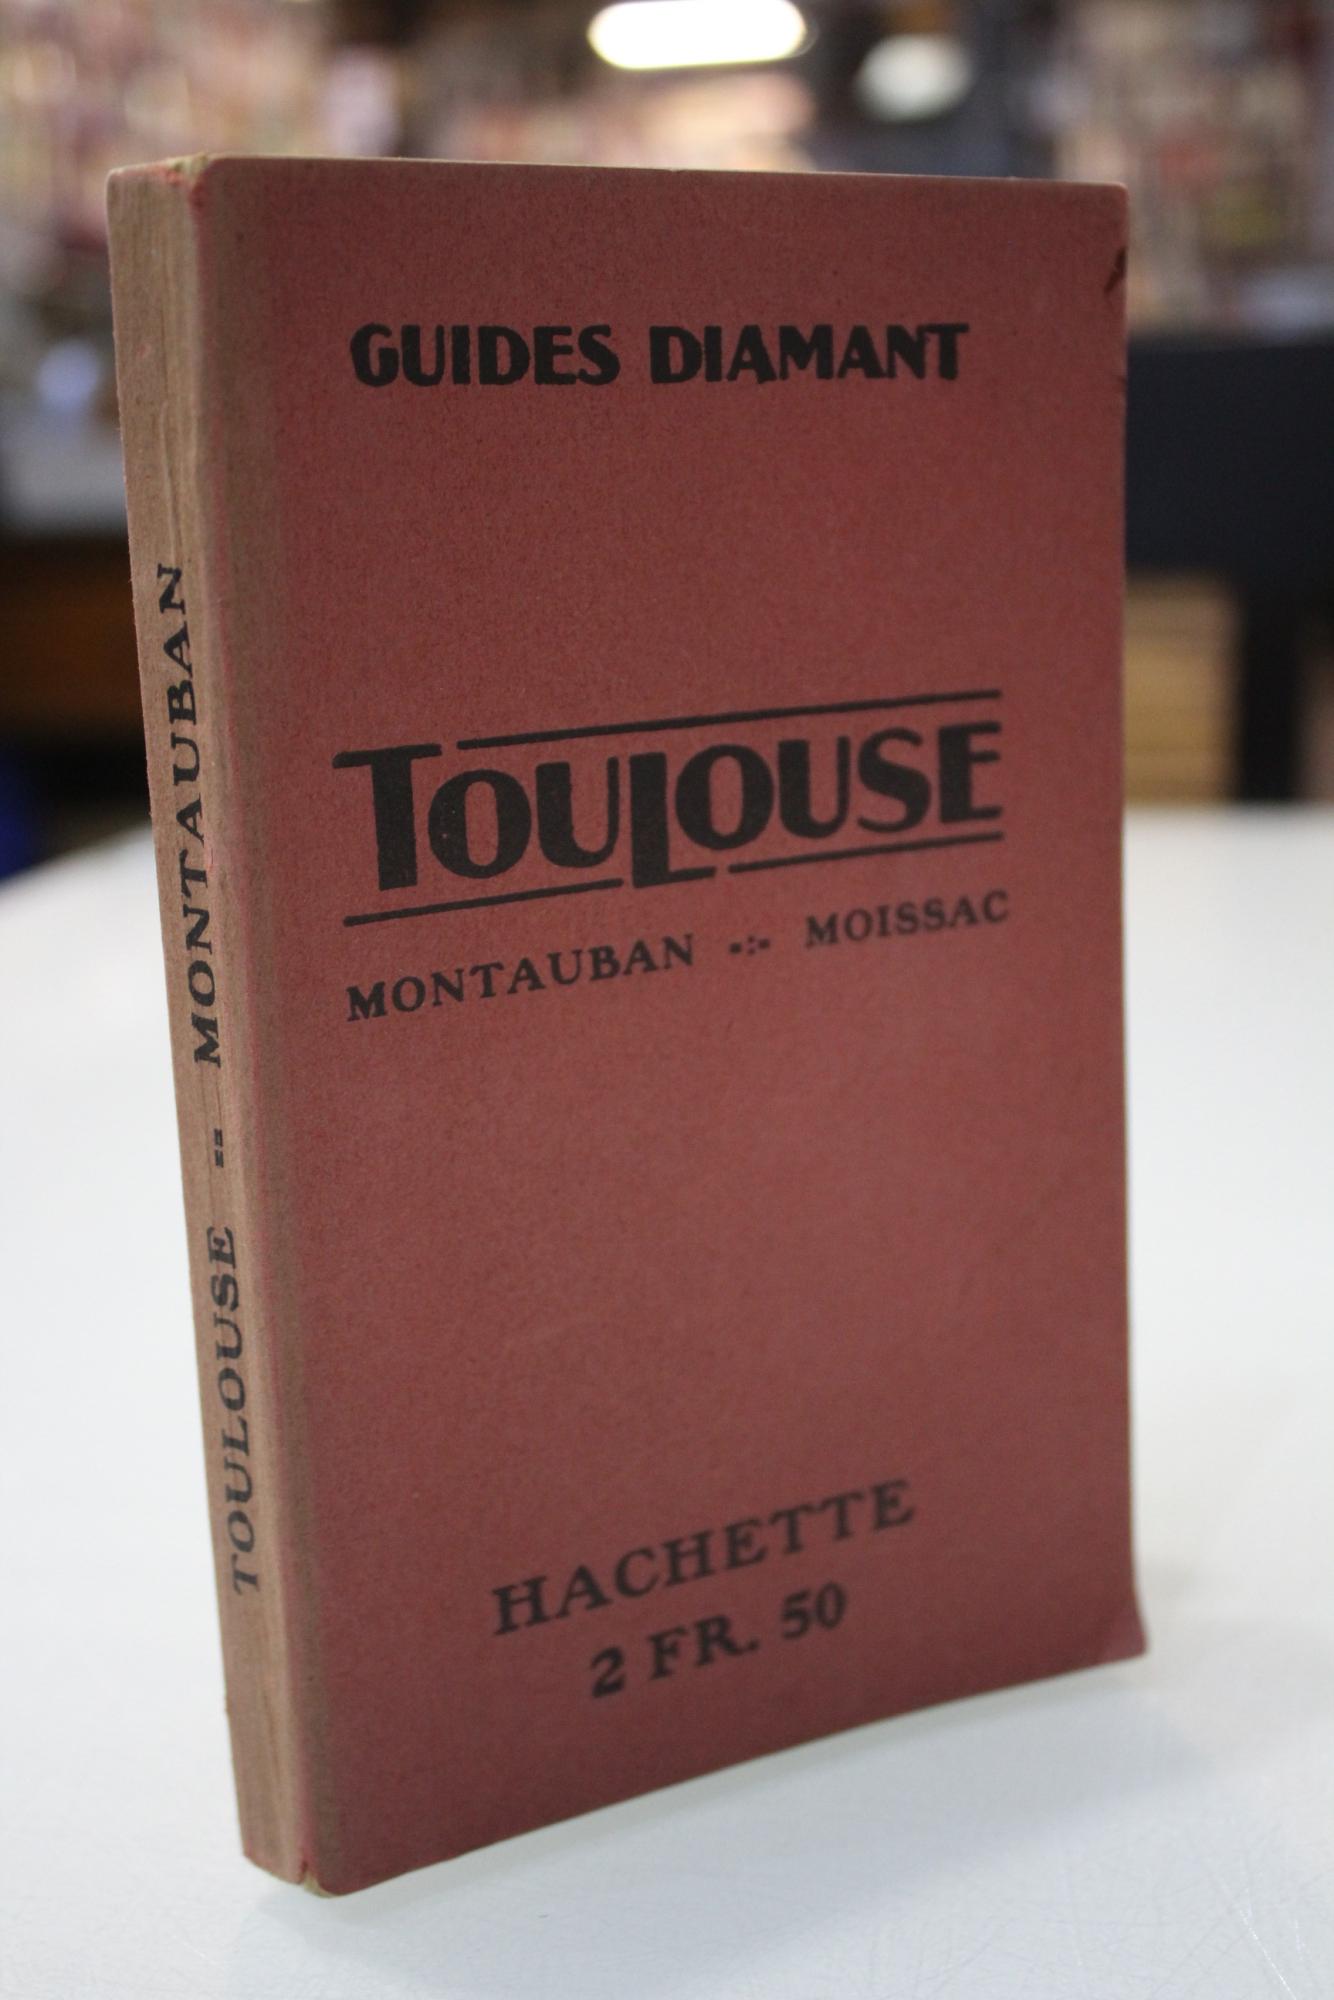 GUIDES DIAMANT
TOULOUSE
MONTAUBAN -:- MOISSAC
HACHETTE
2 FR. 50
TOULOUSE -- MONTAUBAN